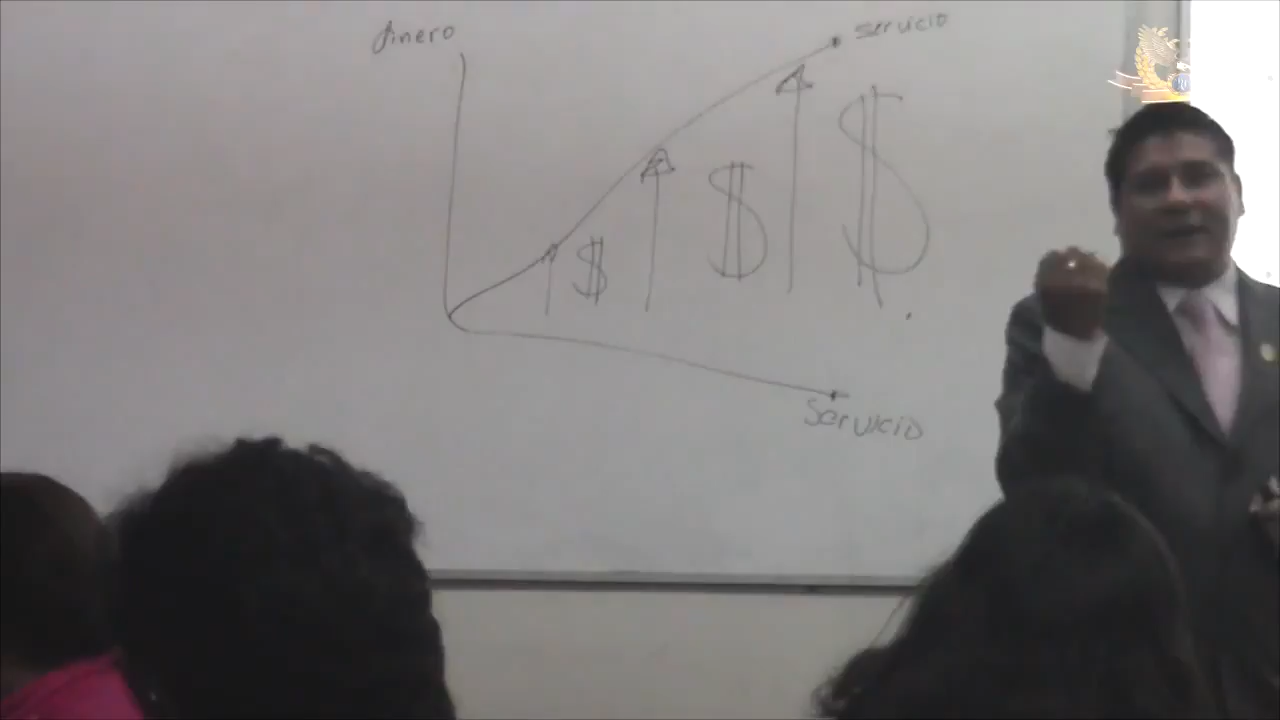 dinero
servicio
$ $ $
Servicio